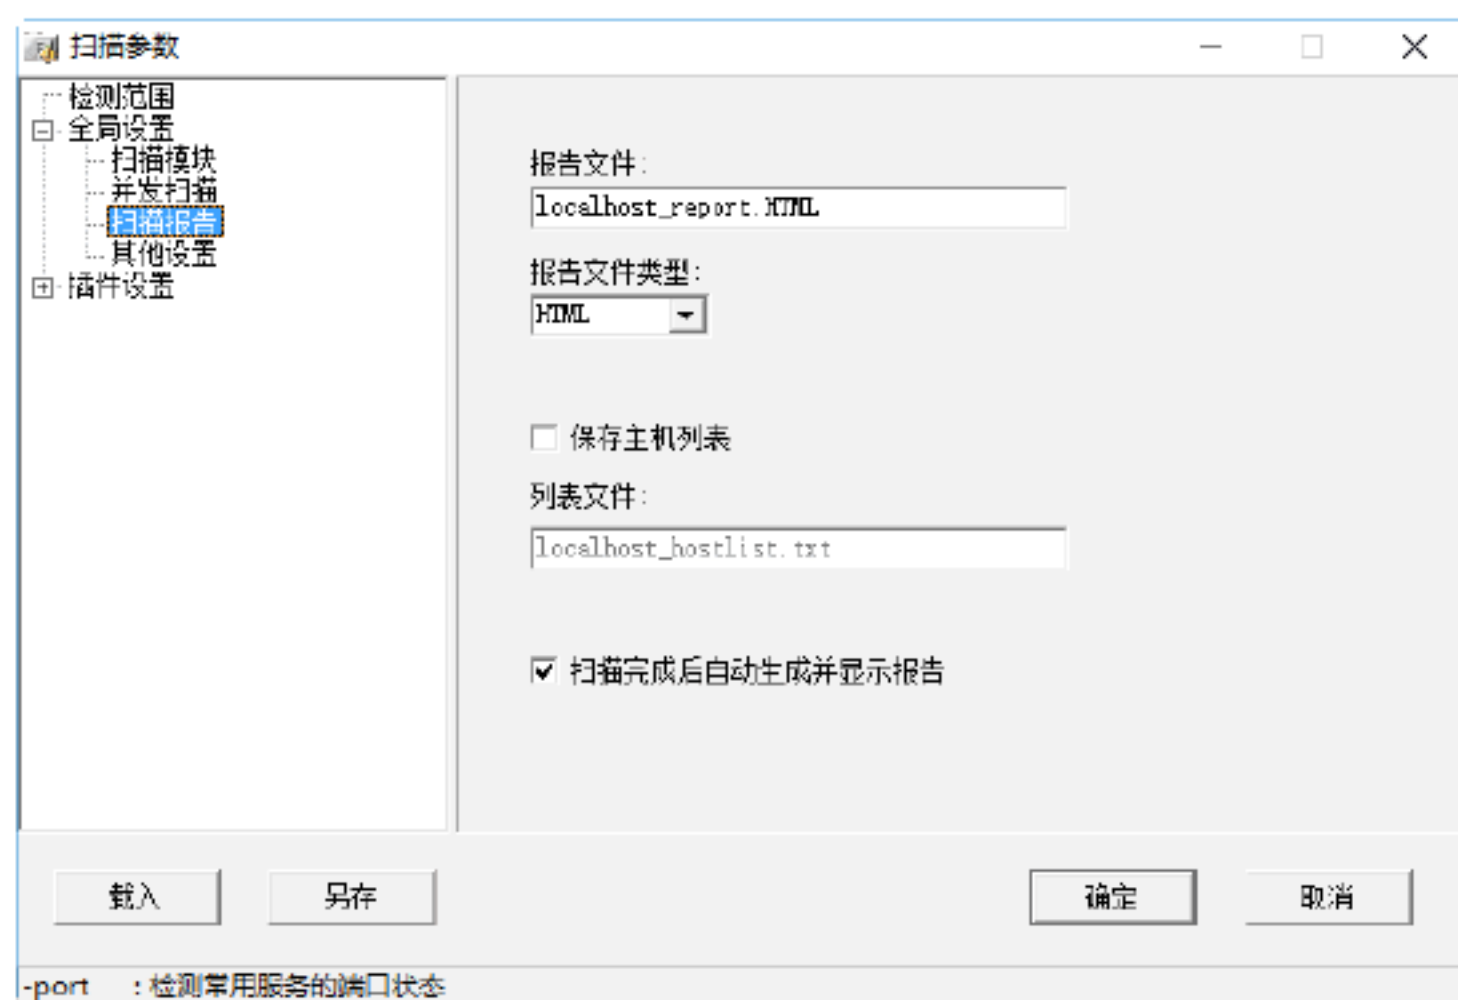 扫描参数
检测范围
全局设置
扫描模块
并发扫描
扫描报告
其他设置
插件设置
报告文件:
localhost_report.HTML
报告文件类型:
HTML
保存主机列表
列表文件:
localhost_hostlist.txt
扫描完成后自动生成并显示报告
载入
另存
确定
取消
-port : 检测常用服务的端口状态